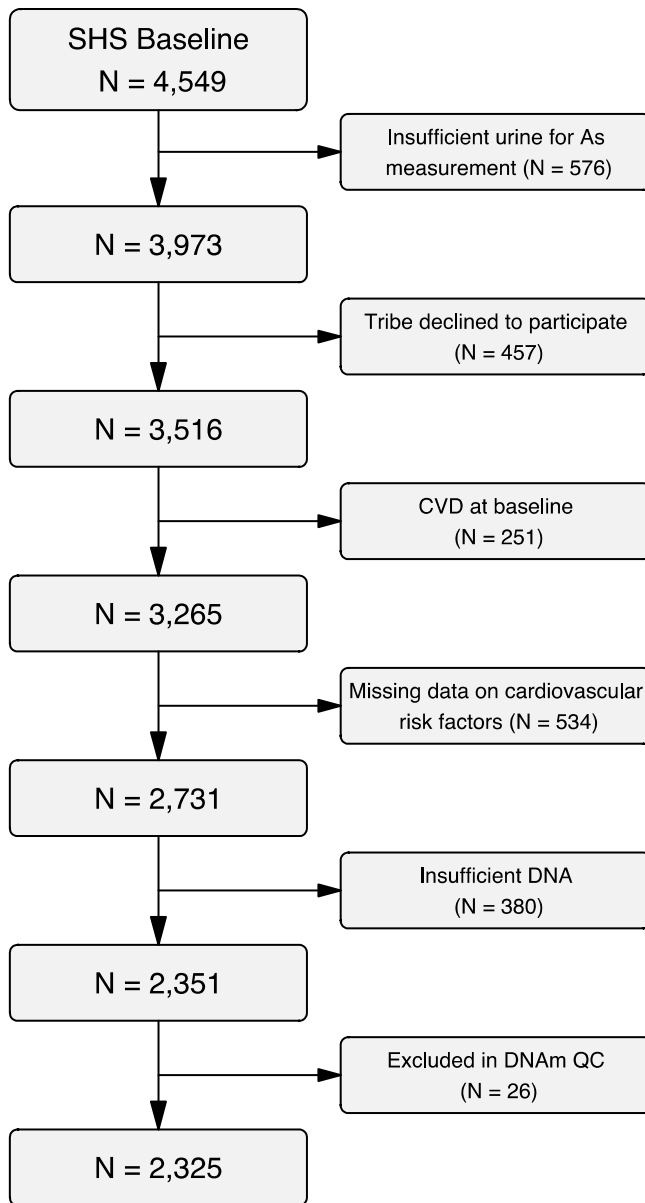 SHS Baseline
N = 4,549
Insufficient urine for As
measurement (N = 576)
N = 3,973
Tribe declined to participate
(N = 457)
N = 3,516
CVD at baseline
(N = 251)
N = 3,265
Missing data on cardiovascular
risk factors (N = 534)
N = 2,731
Insufficient DNA
(N = 380)
N = 2,351
Excluded in DNAm QC
(N = 26)
N = 2,325